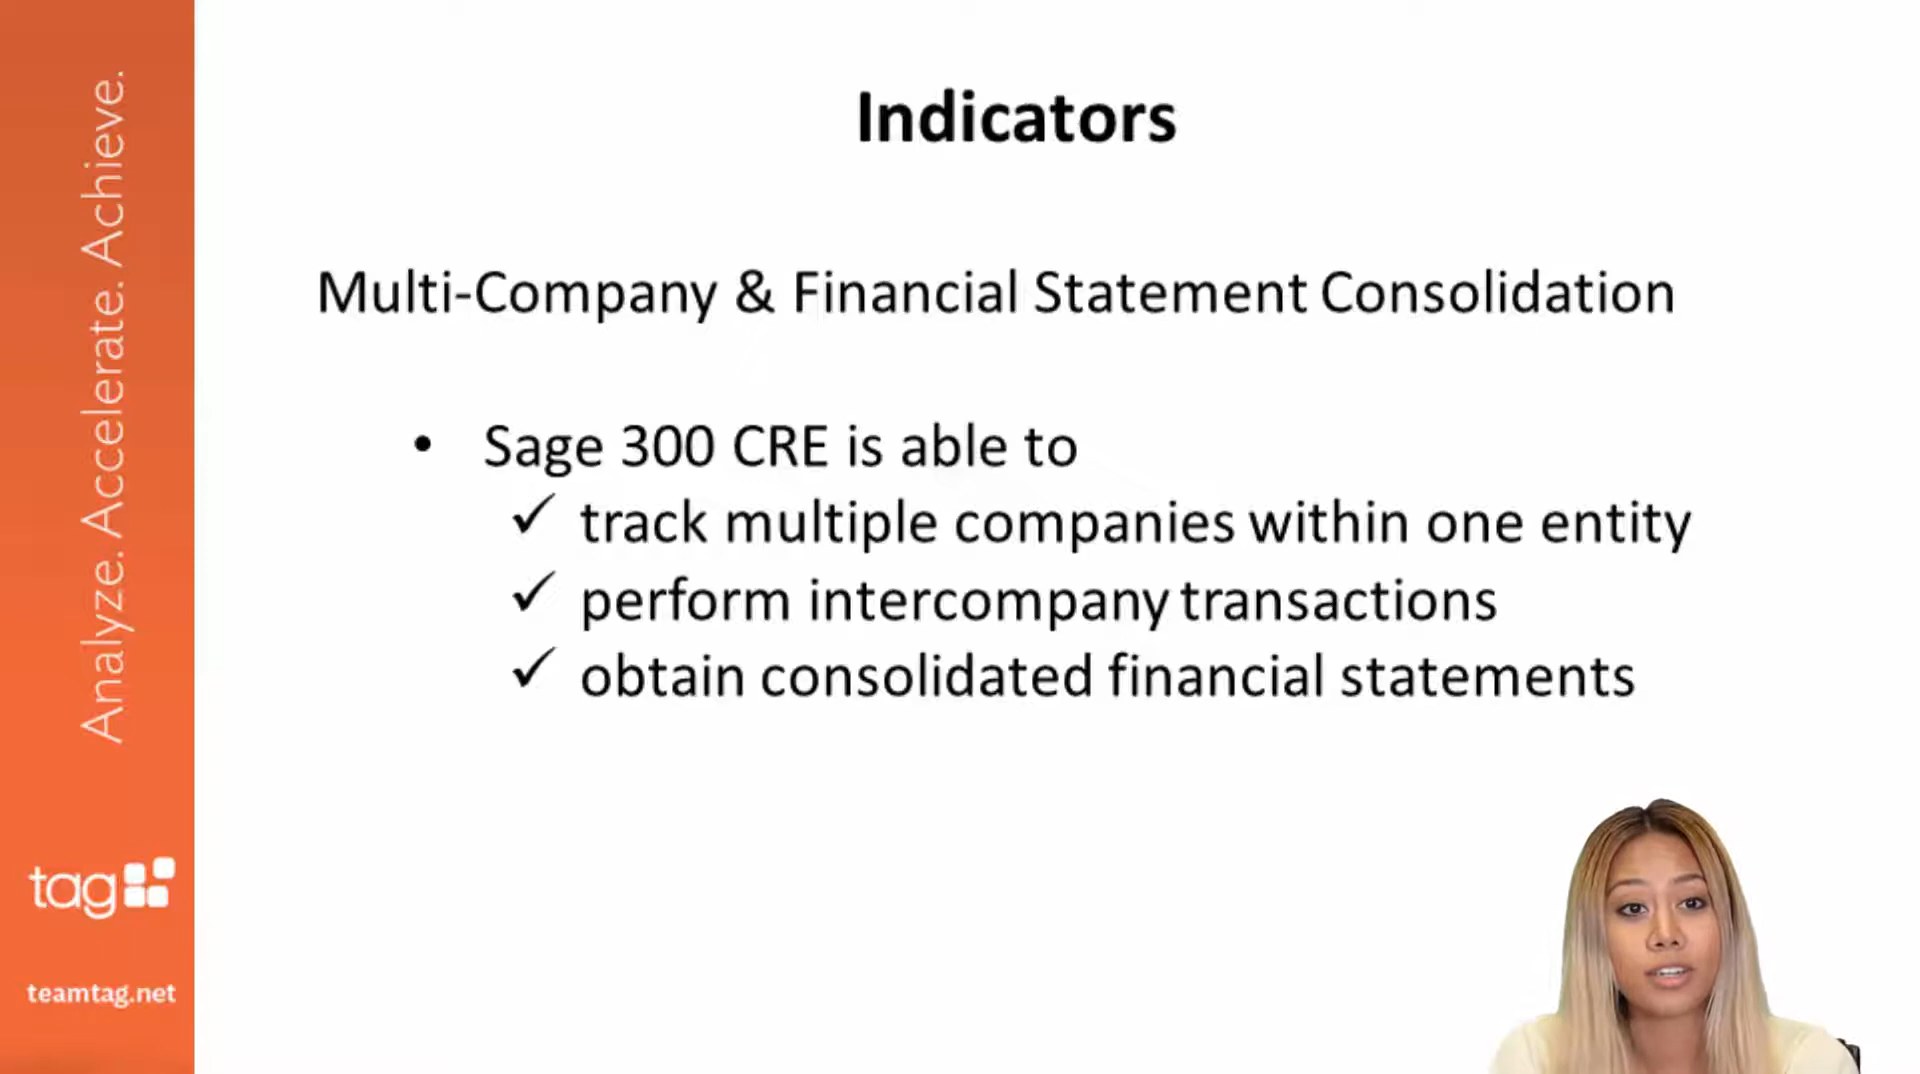 Analyze. Accelerate. Achieve.
tag
teamtag.net
Indicators
Multi-Company & Financial Statement Consolidation
• Sage 300 CRE is able to
✓ track multiple companies within one entity
✓ perform intercompany transactions
✓ obtain consolidated financial statements